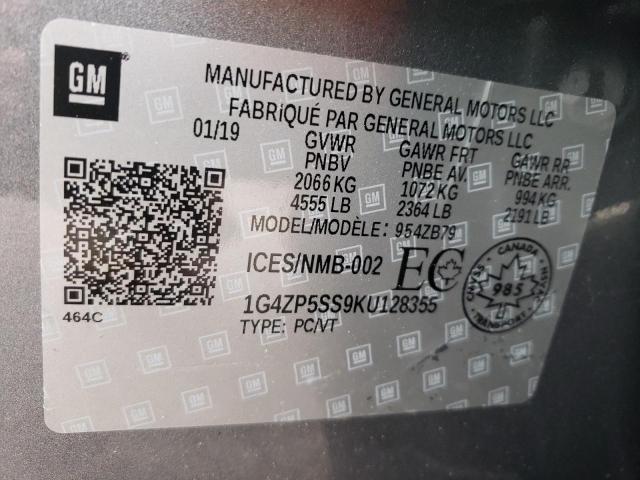 GM
MANUFACTURED BY GENERAL MOTORS LLC
FABRIQUÉ PAR GENERAL MOTORS LLC
01/19 GVWR GAWR FRT GAWR RR
PNBV PNBE AV. PNBE ARR.
2066 KG 1072 KG 994 KG
4555 LB 2364 LB 2191 LB
MODEL/MODÈLE: 954ZB79
ICES/NMB-002 EC
CANADA
985
TRANSPORT
464C
1G4ZP5SS9KU128355
TYPE: PC/VT